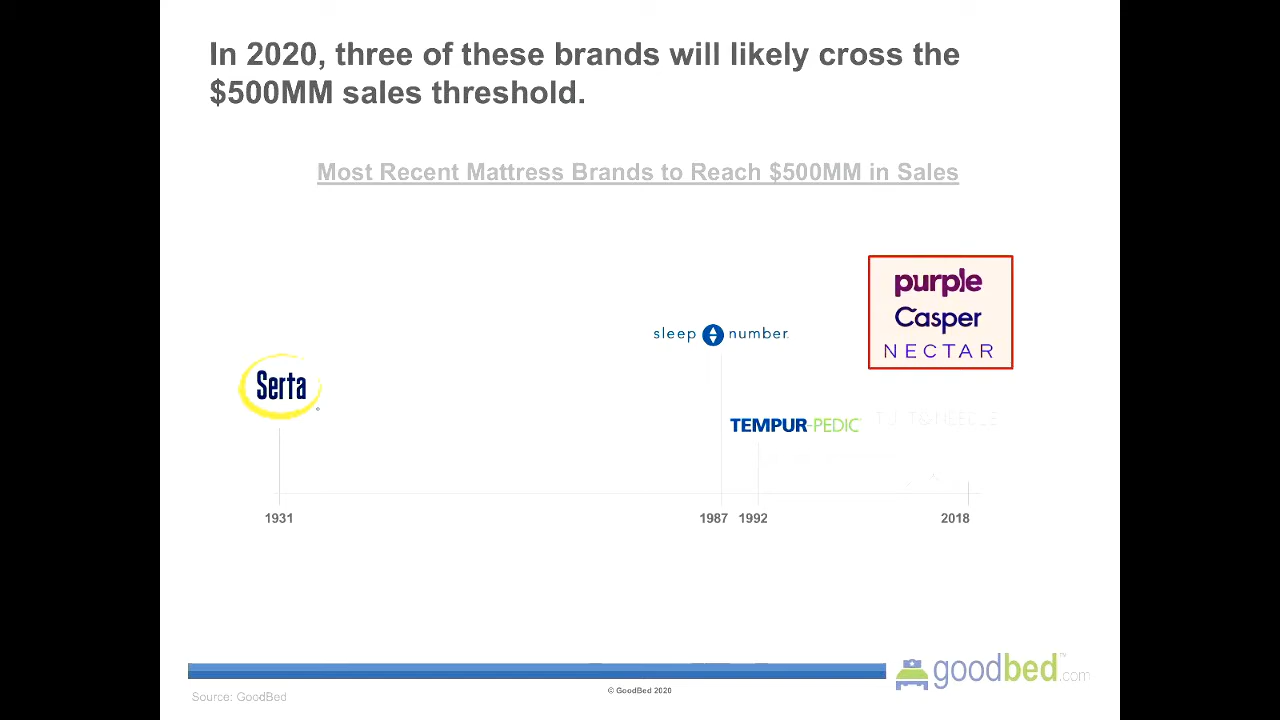 In 2020, three of these brands will likely cross the
$500MM sales threshold.
Most Recent Mattress Brands to Reach $500MM in Sales
purple
Casper
NECTAR
sleep number
Serta
TEMPUR-PEDIC
1931
1987
1992
2018
goodbed.com
Source: GoodBed
© GoodBed 2020